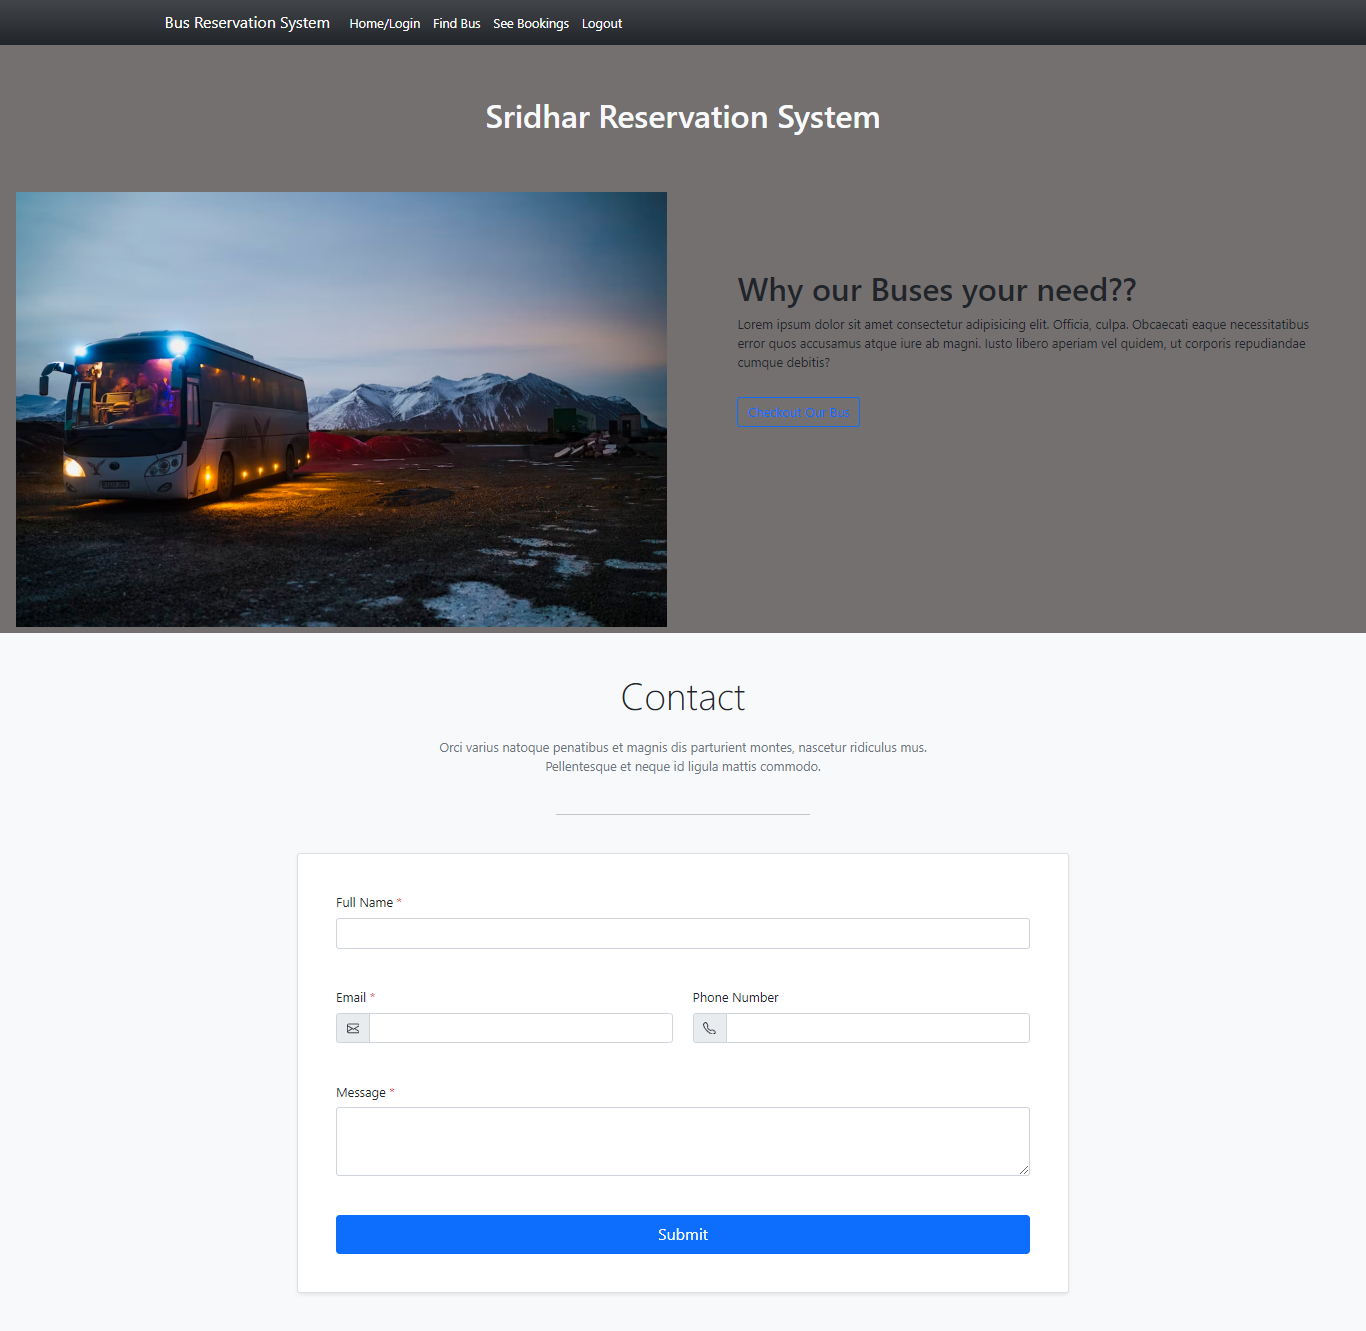 Bus Reservation System Home/Login Find Bus See Bookings Logout
Sridhar Reservation System
Why our Buses your need??
Lorem ipsum dolor sit amet consectetur adipisicing elit. Officia, culpa. Obcaecati eaque necessitatibus
error quos accusamus atque iure ab magni. Iusto libero aperiam vel quidem, ut corporis repudiandae
cumque debitis?
Checkout Our Bus
Contact
Orci varius natoque penatibus et magnis dis parturient montes, nascetur ridiculus mus.
Pellentesque et neque id ligula mattis commodo.
Full Name *
Email * Phone Number
Message *
Submit